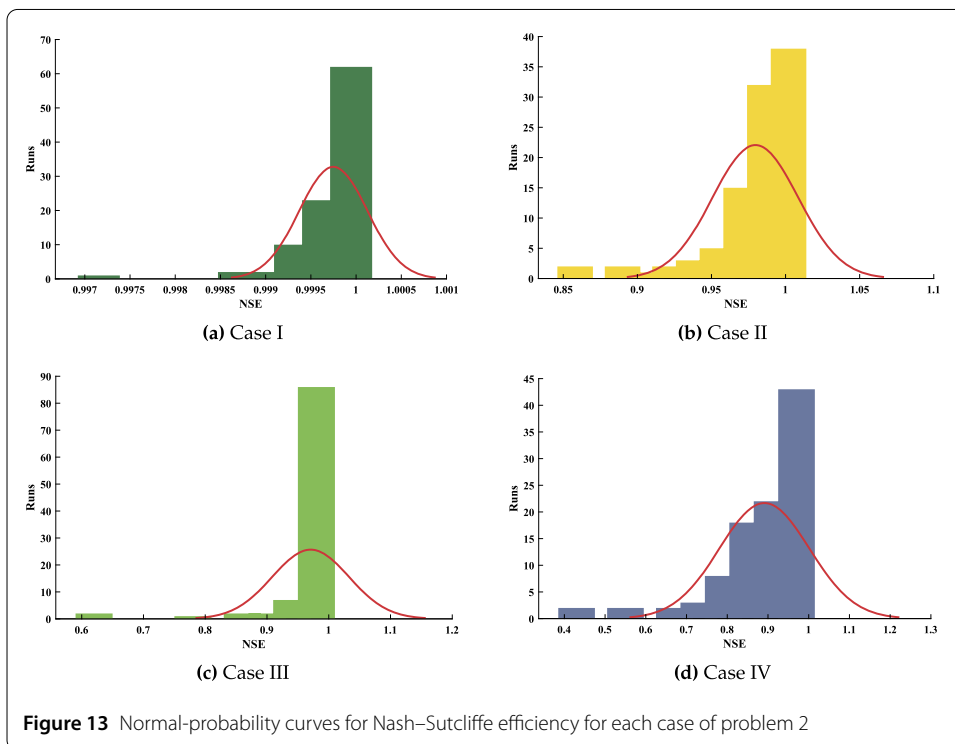 70
60
50
40
30
20
10
0
Runs
0.997 0.9975 0.998 0.9985 0.999 0.9995 1 1.0005 1.001
NSE
(a) Case I
40
35
30
25
20
15
10
5
0
Runs
0.85 0.9 0.95 1 1.05 1.1
NSE
(b) Case II
90
80
70
60
50
40
30
20
10
0
Runs
0.6 0.7 0.8 0.9 1 1.1 1.2
NSE
(c) Case III
45
40
35
30
25
20
15
10
5
0
Runs
0.4 0.5 0.6 0.7 0.8 0.9 1 1.1 1.2 1.3
NSE
(d) Case IV
Figure 13 Normal-probability curves for Nash–Sutcliffe efficiency for each case of problem 2